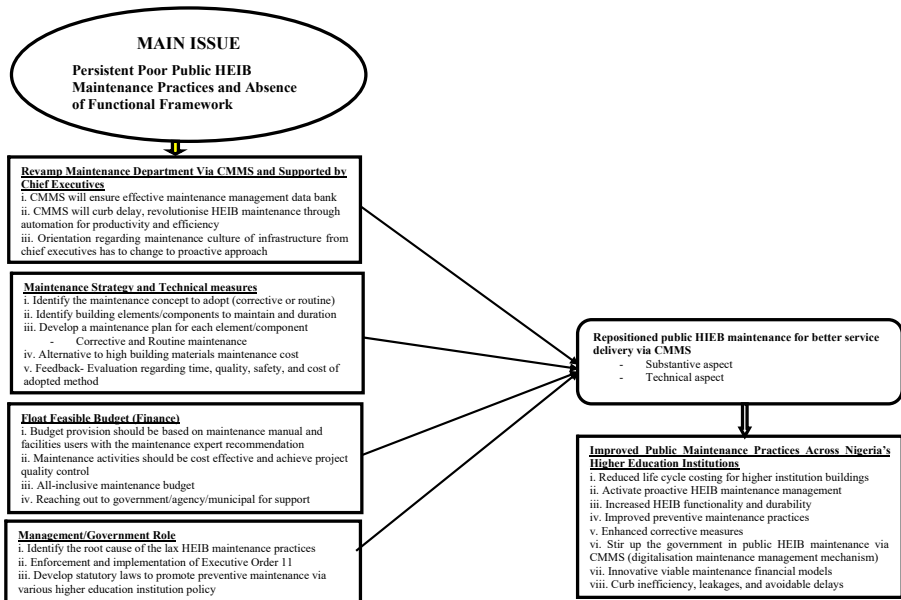 MAIN ISSUE
Persistent Poor Public HEIB
Maintenance Practices and Absence
of Functional Framework
Revamp Maintenance Department Via CMMS and Supported by
Chief Executives
i. CMMS will ensure effective maintenance management data bank
ii. CMMS will curb delay, revolutionise HEIB maintenance through
automation for productivity and efficiency
iii. Orientation regarding maintenance culture of infrastructure from
chief executives has to change to proactive approach
Maintenance Strategy and Technical measures
i. Identify the maintenance concept to adopt (corrective or routine)
ii. Identify building elements/components to maintain and duration
iii. Develop a maintenance plan for each element/component
- Corrective and Routine maintenance
iv. Alternative to high building materials maintenance cost
v. Feedback- Evaluation regarding time, quality, safety, and cost of
adopted method
Float Feasible Budget (Finance)
i. Budget provision should be based on maintenance manual and
facilities users with the maintenance expert recommendation
ii. Maintenance activities should be cost effective and achieve project
quality control
iii. All-inclusive maintenance budget
iv. Reaching out to government/agency/municipal for support
Management/Government Role
i. Identify the root cause of the lax HEIB maintenance practices
ii. Enforcement and implementation of Executive Order 11
iii. Develop statutory laws to promote preventive maintenance via
various higher education institution policy
Repositioned public HIEB maintenance for better service
delivery via CMMS
- Substantive aspect
- Technical aspect
Improved Public Maintenance Practices Across Nigeria's
Higher Education Institutions
i. Reduced life cycle costing for higher institution buildings
ii. Activate proactive HEIB maintenance management
iii. Increased HEIB functionality and durability
iv. Improved preventive maintenance practices
v. Enhanced corrective measures
vi. Stir up the government in public HEIB maintenance via
CMMS (digitalisation maintenance management mechanism)
vii. Innovative viable maintenance financial models
viii. Curb inefficiency, leakages, and avoidable delays